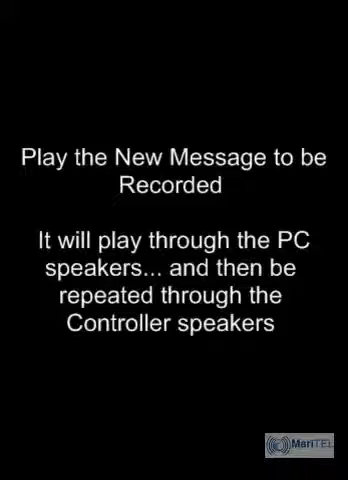 Play the New Message to be
Recorded
It will play through the PC
speakers... and then be
repeated through the
Controller speakers
MariTEL